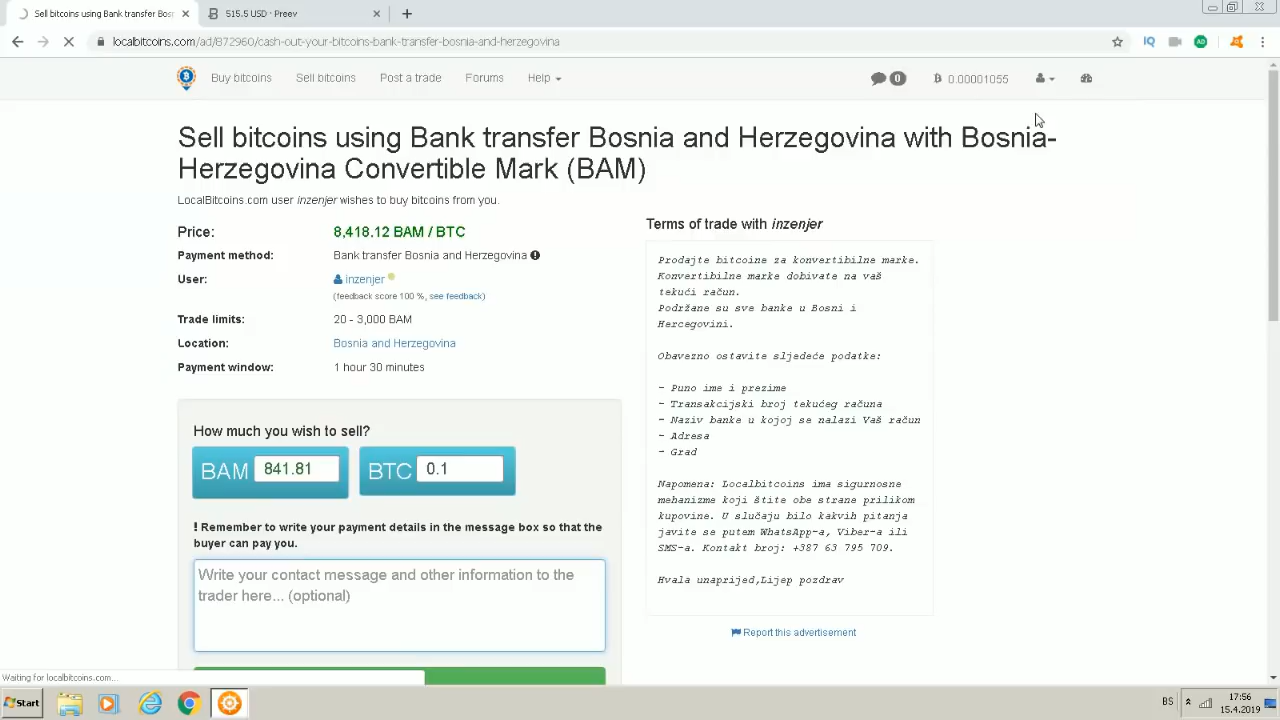 Sell bitcoins using Bank transfer Bosr
515.5 USD - Preev
localbitcoins.com/ad/872960/cash-out-your-bitcoins-bank-transfer-bosnia-and-herzegovina
Buy bitcoins
Sell bitcoins
Post a trade
Forums
Help
0
0.00001055
Sell bitcoins using Bank transfer Bosnia and Herzegovina with Bosnia-
Herzegovina Convertible Mark (BAM)
LocalBitcoins.com user inzenjer wishes to buy bitcoins from you.
Price: 8,418.12 BAM / BTC
Payment method: Bank transfer Bosnia and Herzegovina
User: inzenjer
(feedback score 100 %, see feedback)
Trade limits: 20 - 3,000 BAM
Location: Bosnia and Herzegovina
Payment window: 1 hour 30 minutes
How much you wish to sell?
BAM 841.81 BTC 0.1
! Remember to write your payment details in the message box so that the
buyer can pay you.
Write your contact message and other information to the
trader here... (optional)
Terms of trade with inzenjer
Prodajte bitcoine za konvertibilne marke.
Konvertibilne marke dobivate na vaš
tekući račun.
Podržane su sve banke u Bosni i
Hercegovini.
Obavezno ostavite sljedeće podatke:
- Puno ime i prezime
- Transakcijski broj tekućeg računa
- Naziv banke u kojoj se nalazi Vaš račun
- Adresa
- Grad
Napomena: Localbitcoins ima sigurnosne
mehanizme koji štite obe strane prilikom
kupovine. U slučaju bilo kakvih pitanja
javite se putem WhatsApp-a, Viber-a ili
SMS-a. Kontakt broj: +387 63 795 709.
Hvala unaprijed,Lijep pozdrav
Report this advertisement
Waiting for localbitcoins.com...
Start
BS
17:56
15.4.2019